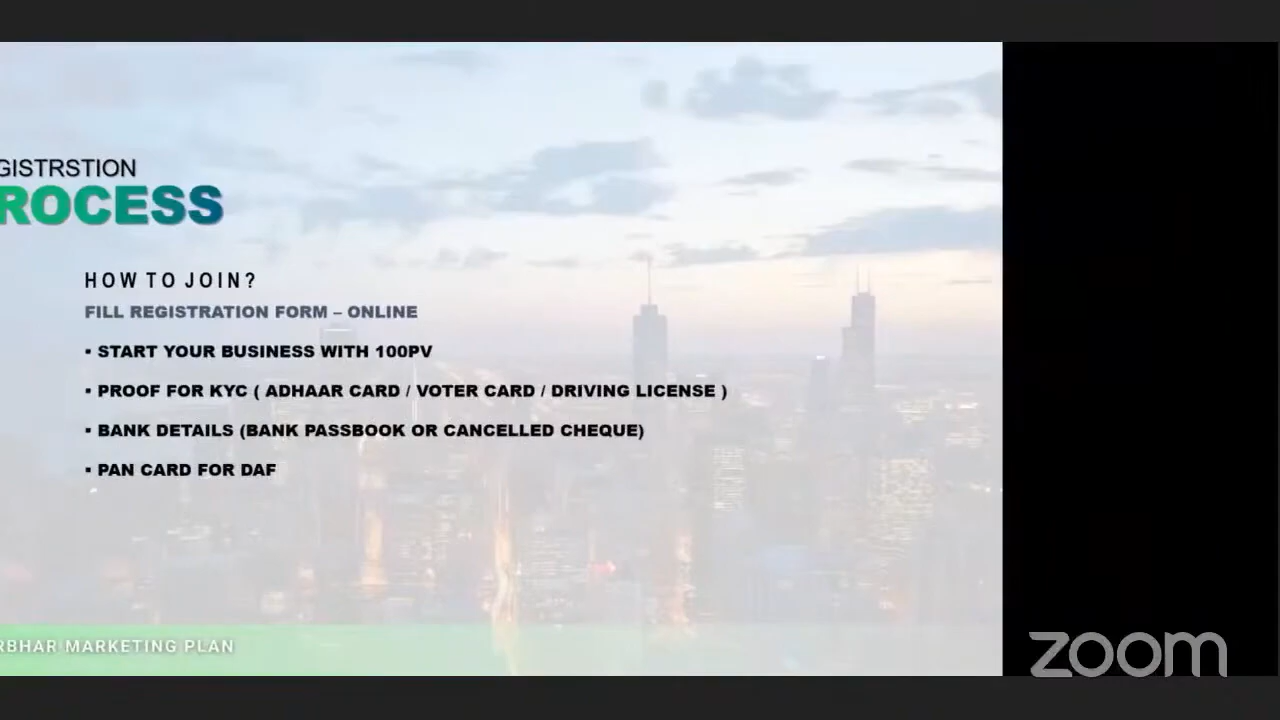 GISTRSTION
ROCESS
HOW TO JOIN?
FILL REGISTRATION FORM – ONLINE
▪ START YOUR BUSINESS WITH 100PV
▪ PROOF FOR KYC ( ADHAAR CARD / VOTER CARD / DRIVING LICENSE )
▪ BANK DETAILS (BANK PASSBOOK OR CANCELLED CHEQUE)
▪ PAN CARD FOR DAF
RBHAR MARKETING PLAN
zoom